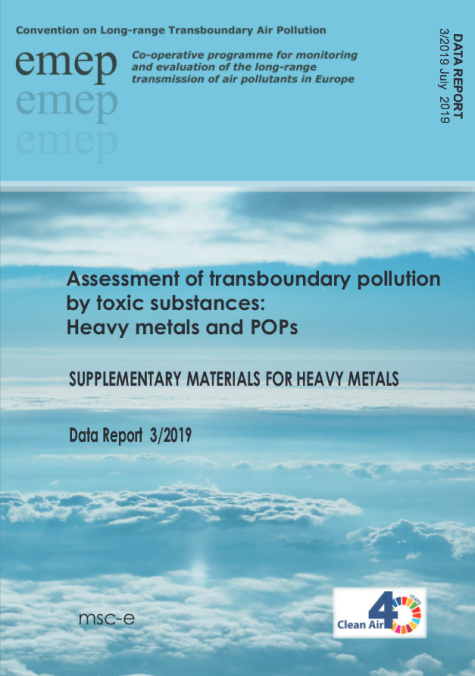 Convention on Long-range Transboundary Air Pollution
emep
Co-operative programme for monitoring
and evaluation of the long-range
transmission of air pollutants in Europe
emep
emep
DATA REPORT
3/2019 July 2019
Assessment of transboundary pollution
by toxic substances:
Heavy metals and POPs
SUPPLEMENTARY MATERIALS FOR HEAVY METALS
Data Report 3/2019
msc-e
40
YEARS
Clean Air